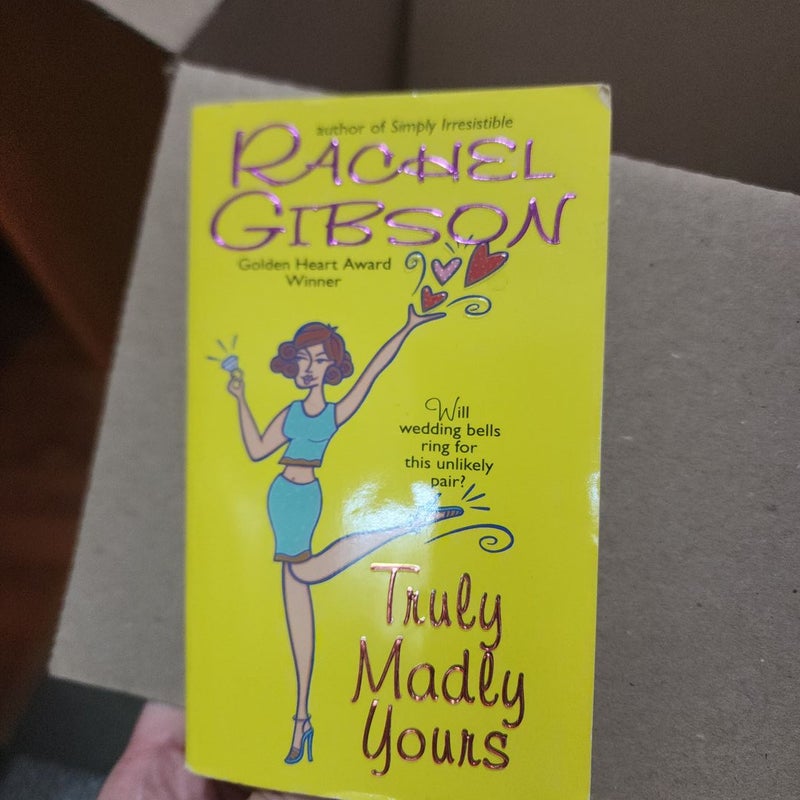 author of Simply Irresistible
RACHEL
GIBSON
Golden Heart Award
Winner
Will
wedding bells
ring for
this unlikely
pair?
Truly
Madly
Yours